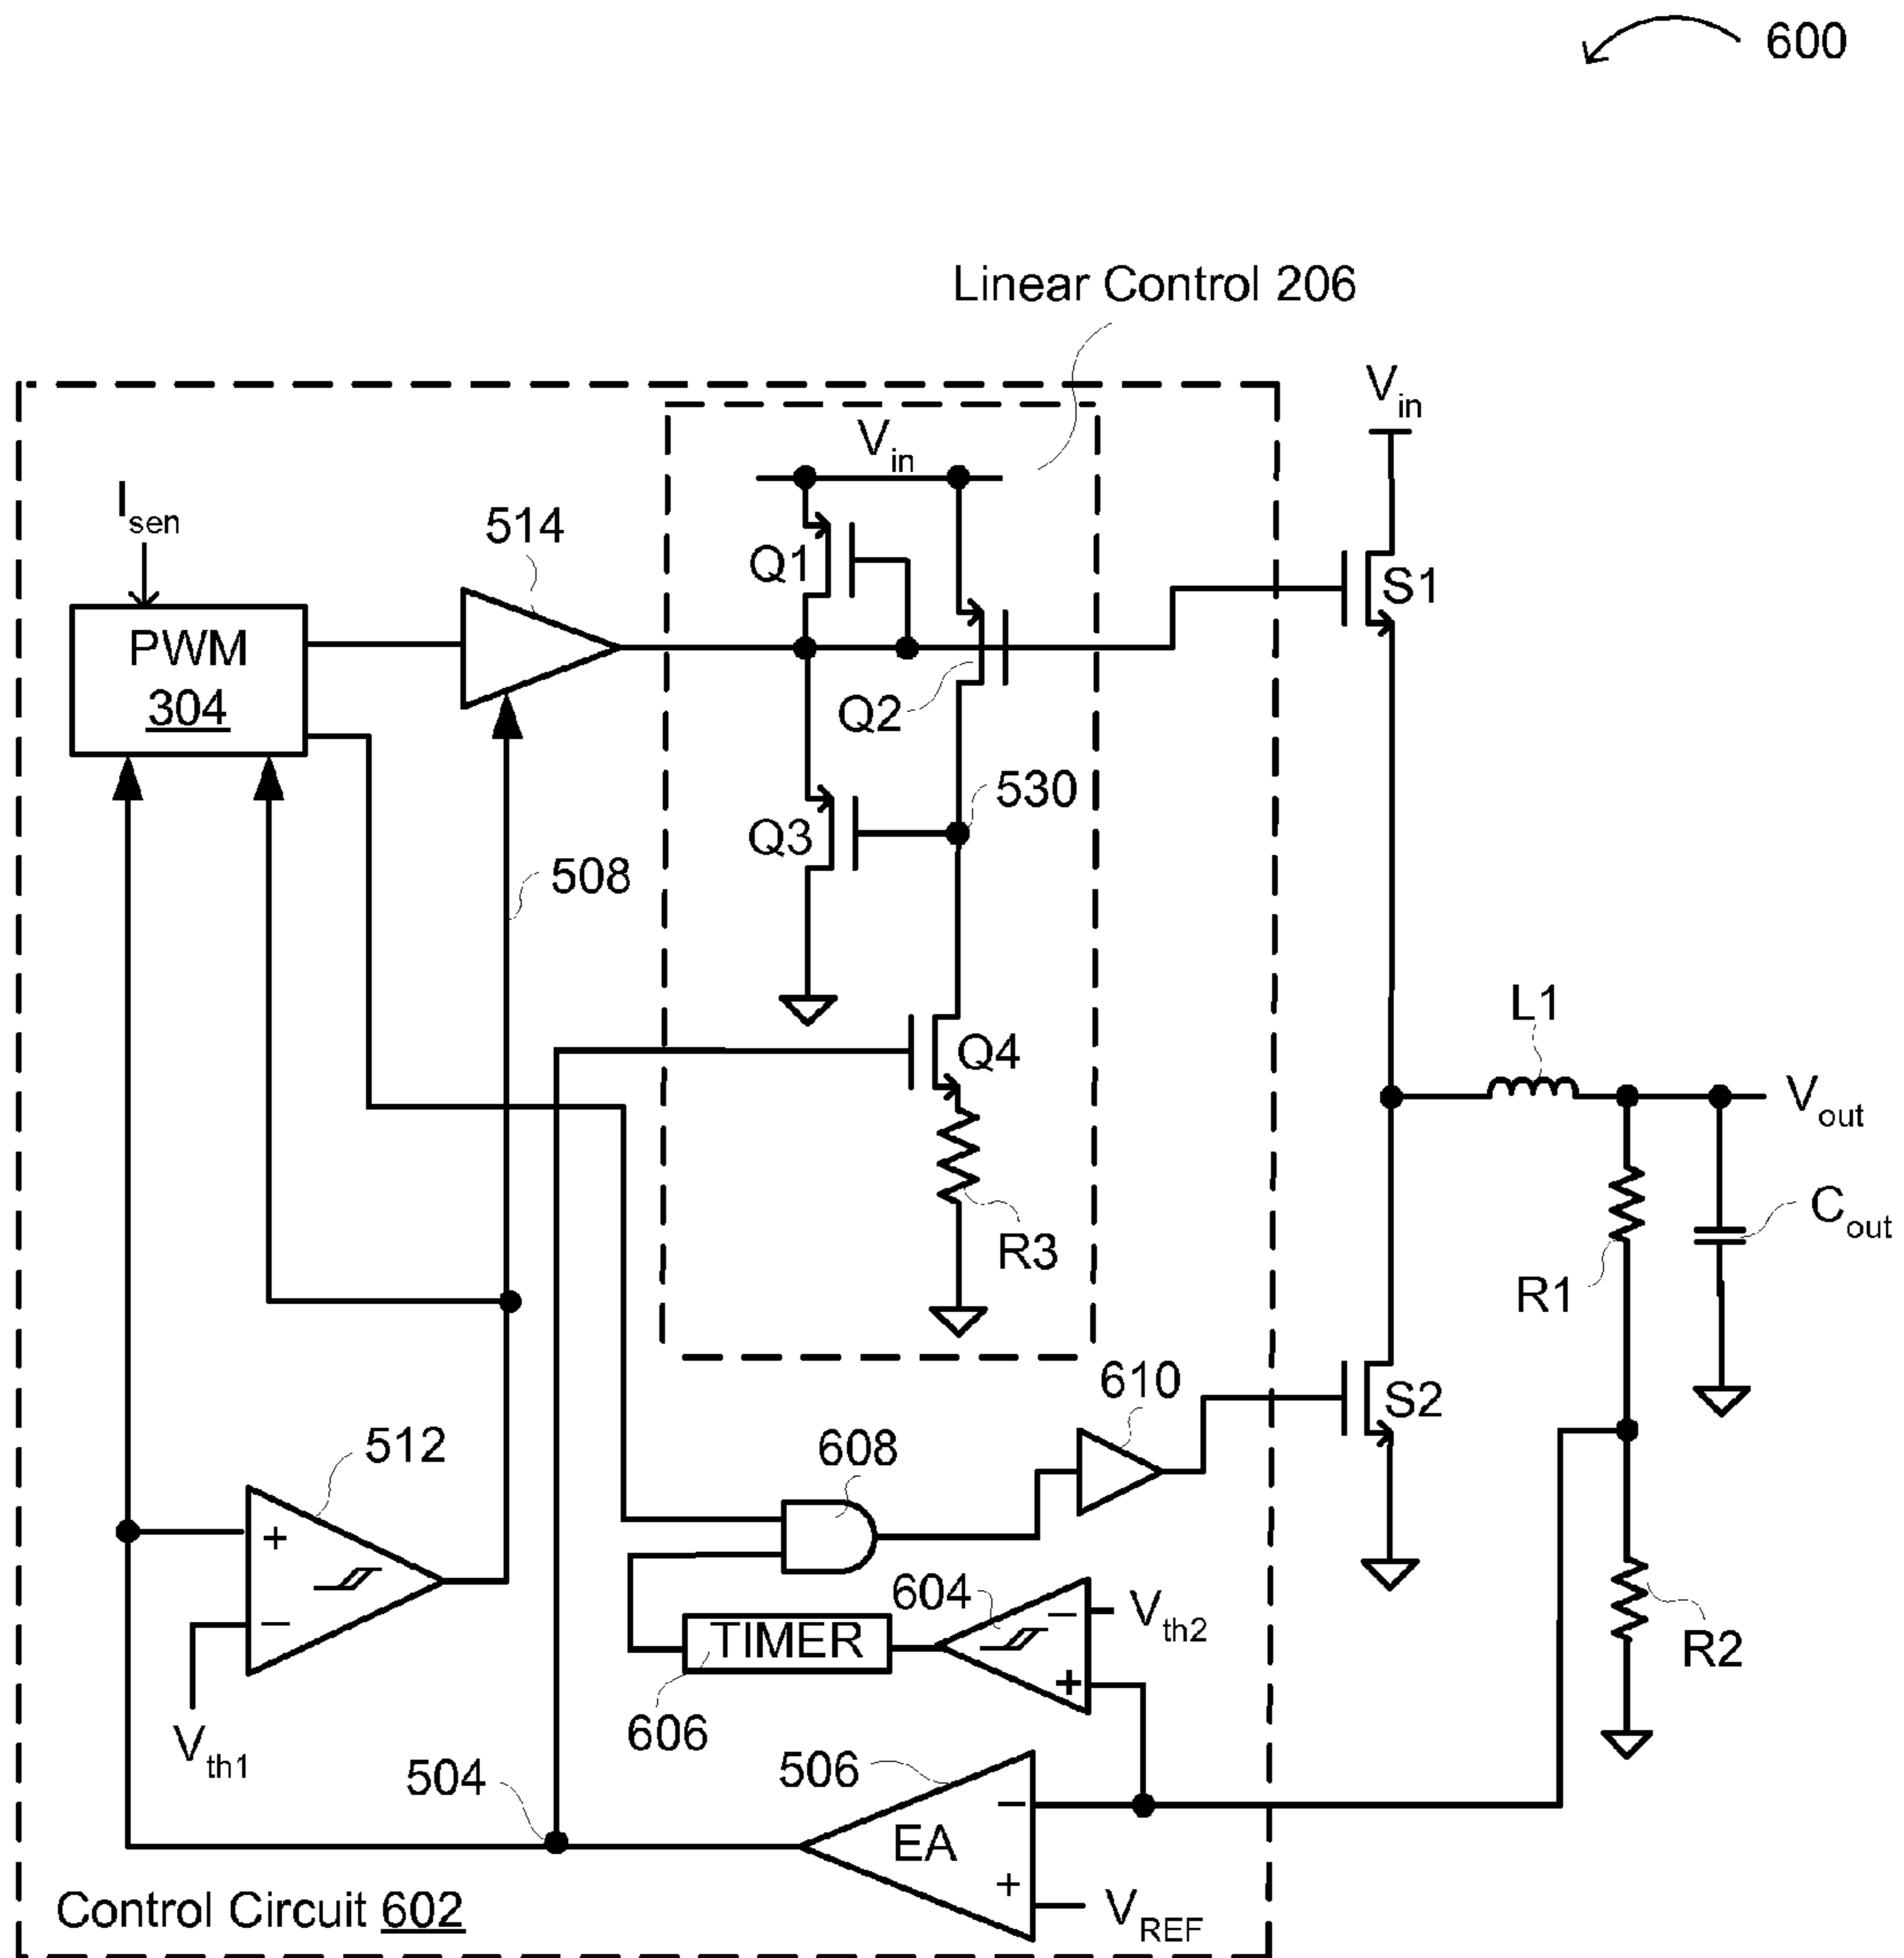 600
Linear Control 206
Vin
Vin
Isen
514
Q1
S1
PWM
304
Q2
530
Q3
508
Q4
L1
Vout
Cout
R3
R1
610
S2
512
608
+
−
604
−
Vth2
TIMER
+
R2
606
Vth1
504
506
−
EA
+
VREF
Control Circuit 602